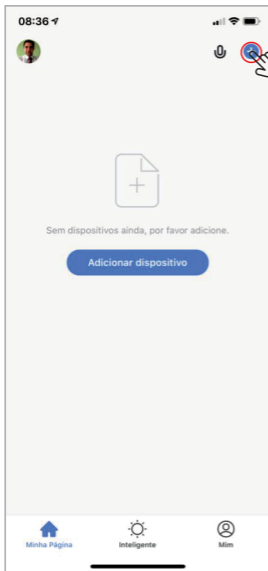 08:36
Sem dispositivos ainda, por favor adicione.
Adicionar dispositivo
Minha Página
Inteligente
Mim